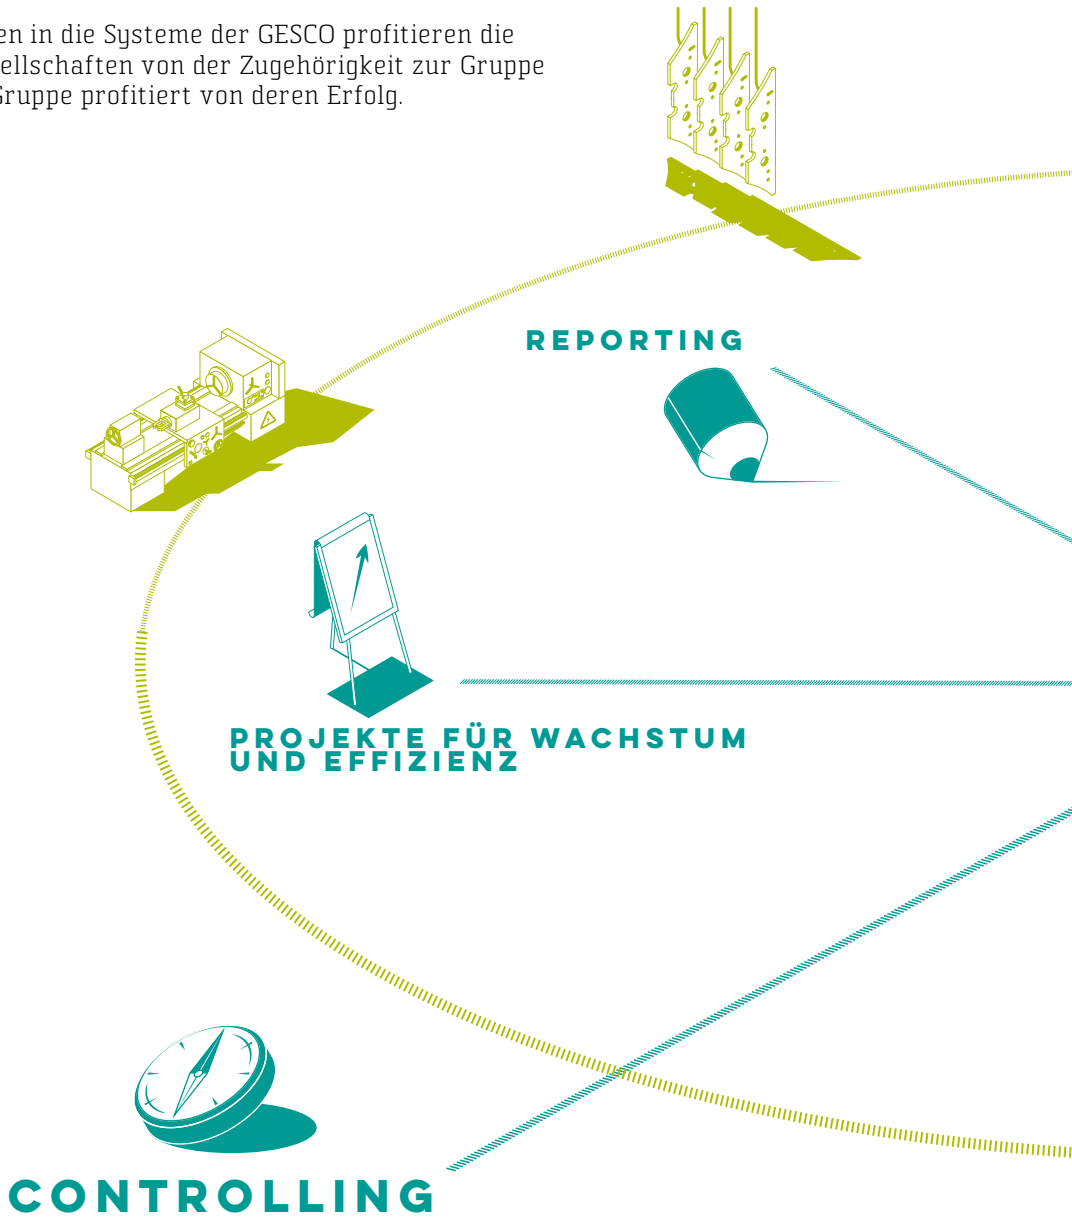 en in die Systeme der GESCO profitieren die
ellschaften von der Zugehörigkeit zur Gruppe
Gruppe profitiert von deren Erfolg.
REPORTING
PROJEKTE FÜR WACHSTUM
UND EFFIZIENZ
CONTROLLING